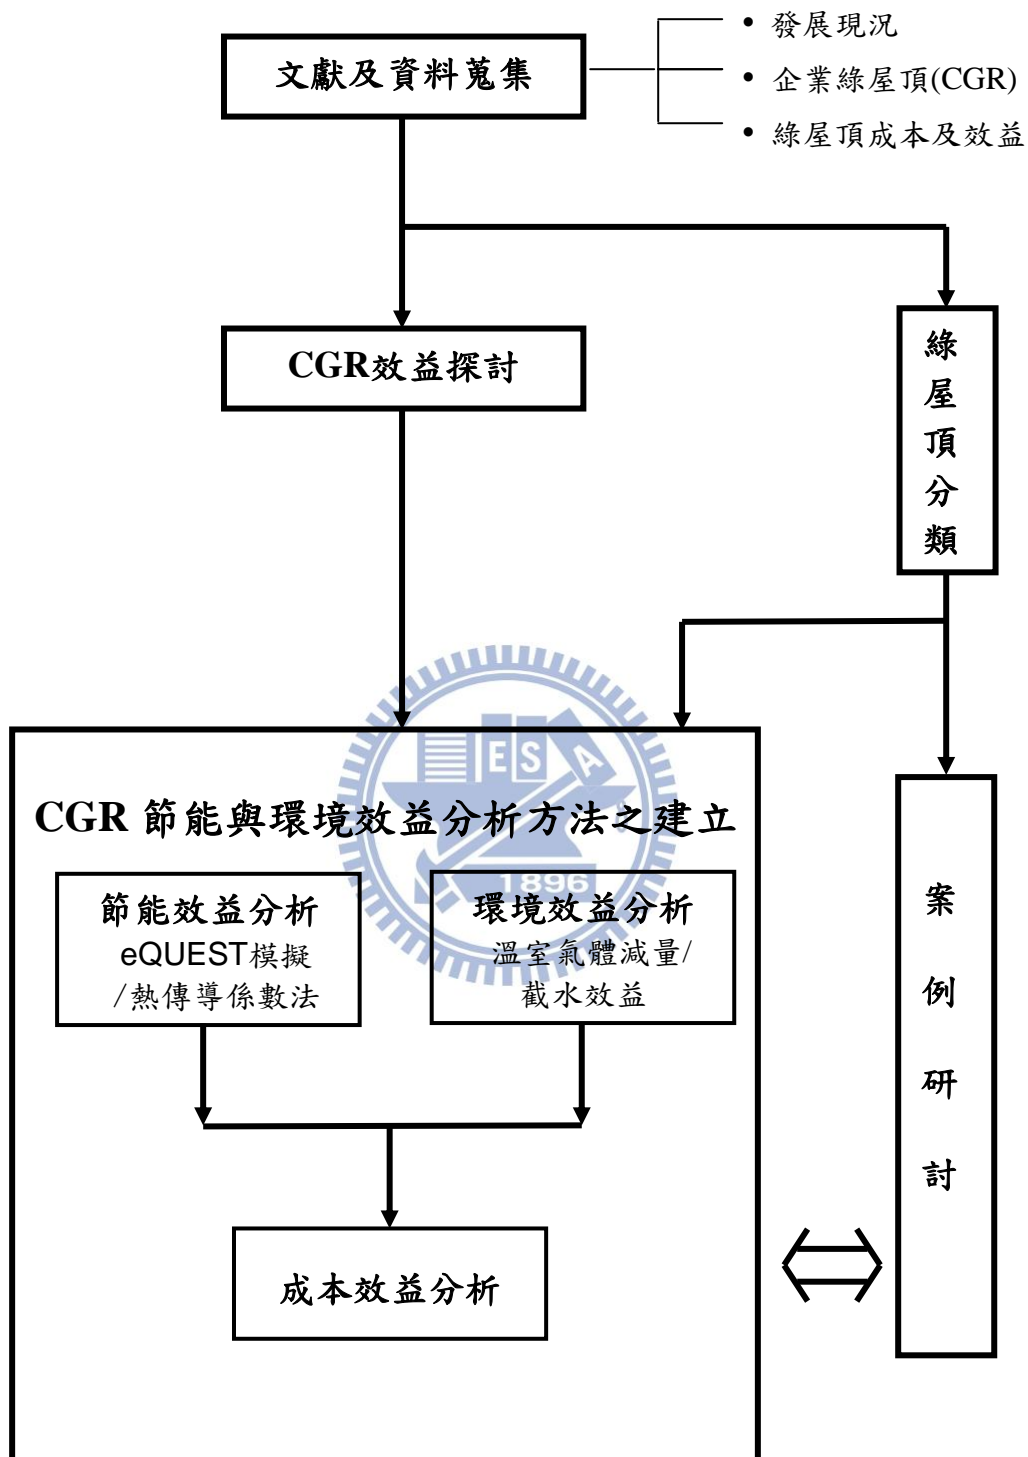 文獻及資料蒐集
• 發展現況
• 企業綠屋頂(CGR)
• 綠屋頂成本及效益
CGR效益探討
綠屋頂分類
CGR 節能與環境效益分析方法之建立
節能效益分析
eQUEST模擬
/熱傳導係數法
環境效益分析
溫室氣體減量/
截水效益
成本效益分析
案例研討
ESA
1896